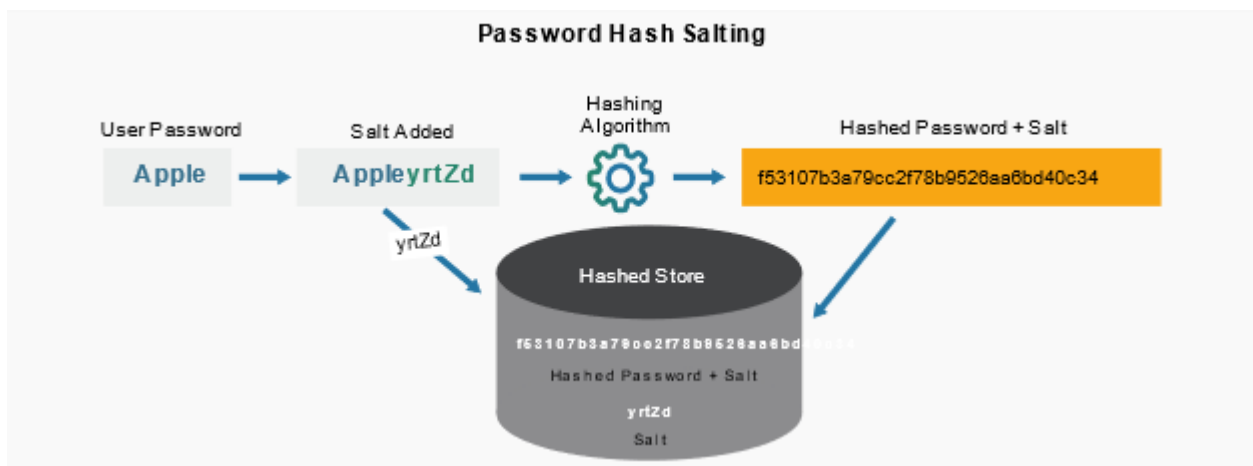 Password Hash Salting
User Password
Salt Added
Hashing
Algorithm
Hashed Password + Salt
Apple
AppleyrtZd
f53107b3a79cc2f78b9526aa6bd40c34
yrtZd
Hashed Store
f53107b3a79cc2f78b9526aa6bd40c34
Hashed Password + Salt
yrtZd
Salt